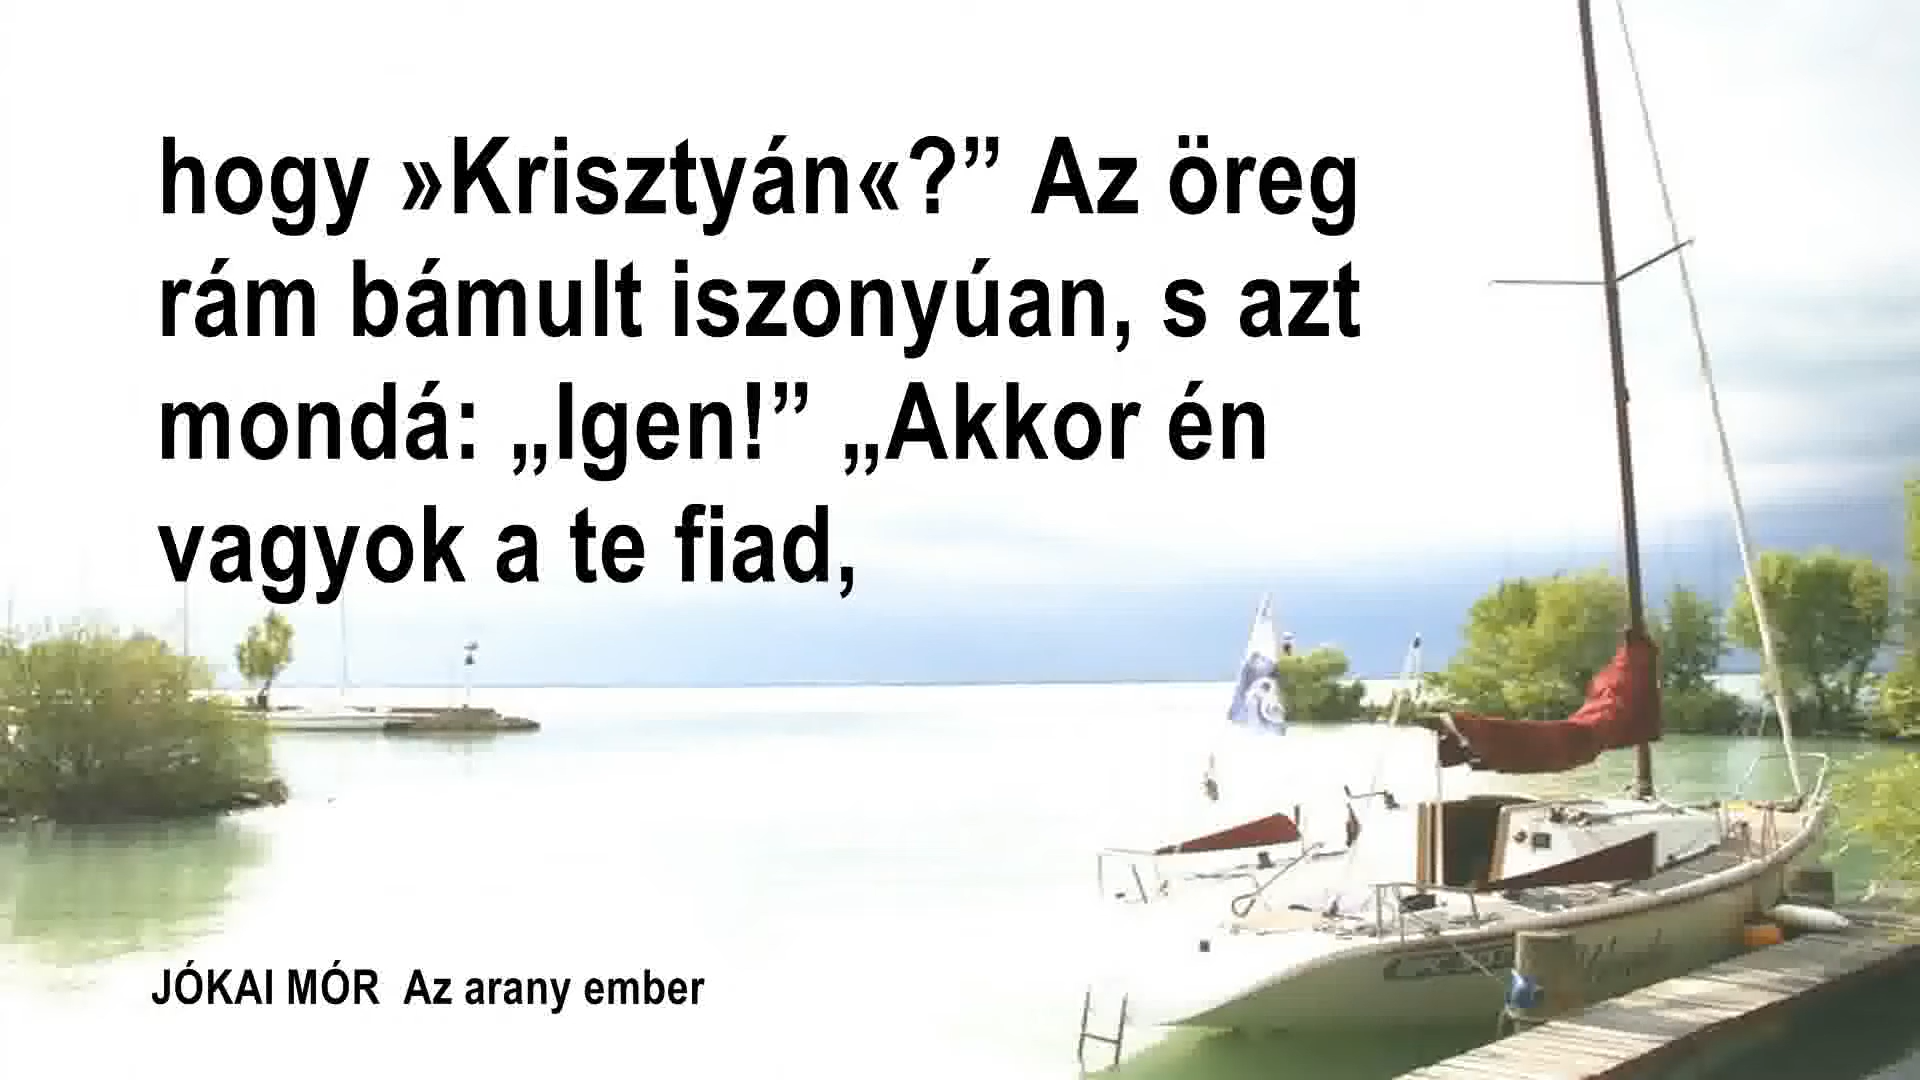 hogy »Krisztyán«?” Az öreg
rám bámult iszonyúan, s azt
mondá: „Igen!” „Akkor én
vagyok a te fiad,
JÓKAI MÓR Az arany ember